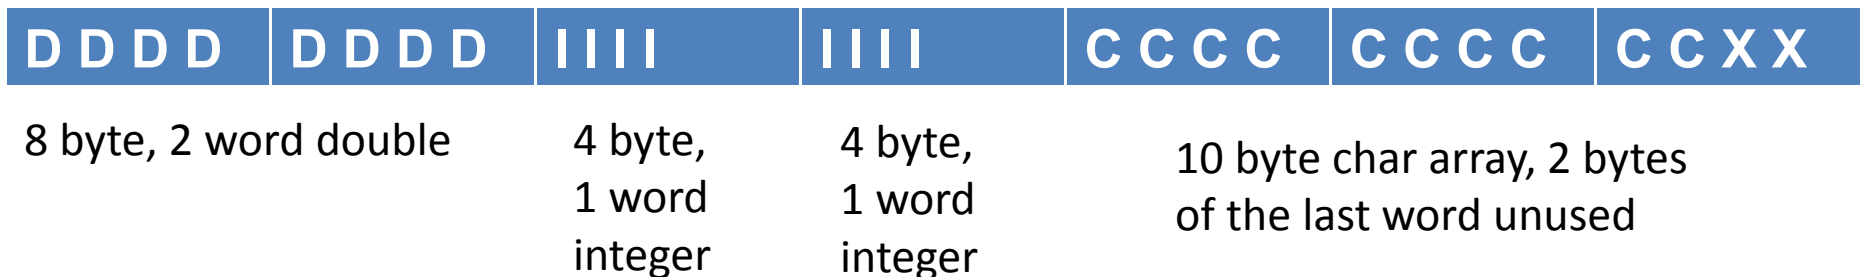 D D D D D D D D I I I I I I I I C C C C C C C C C C X X
8 byte, 2 word double
4 byte,
1 word
integer
4 byte,
1 word
integer
10 byte char array, 2 bytes
of the last word unused